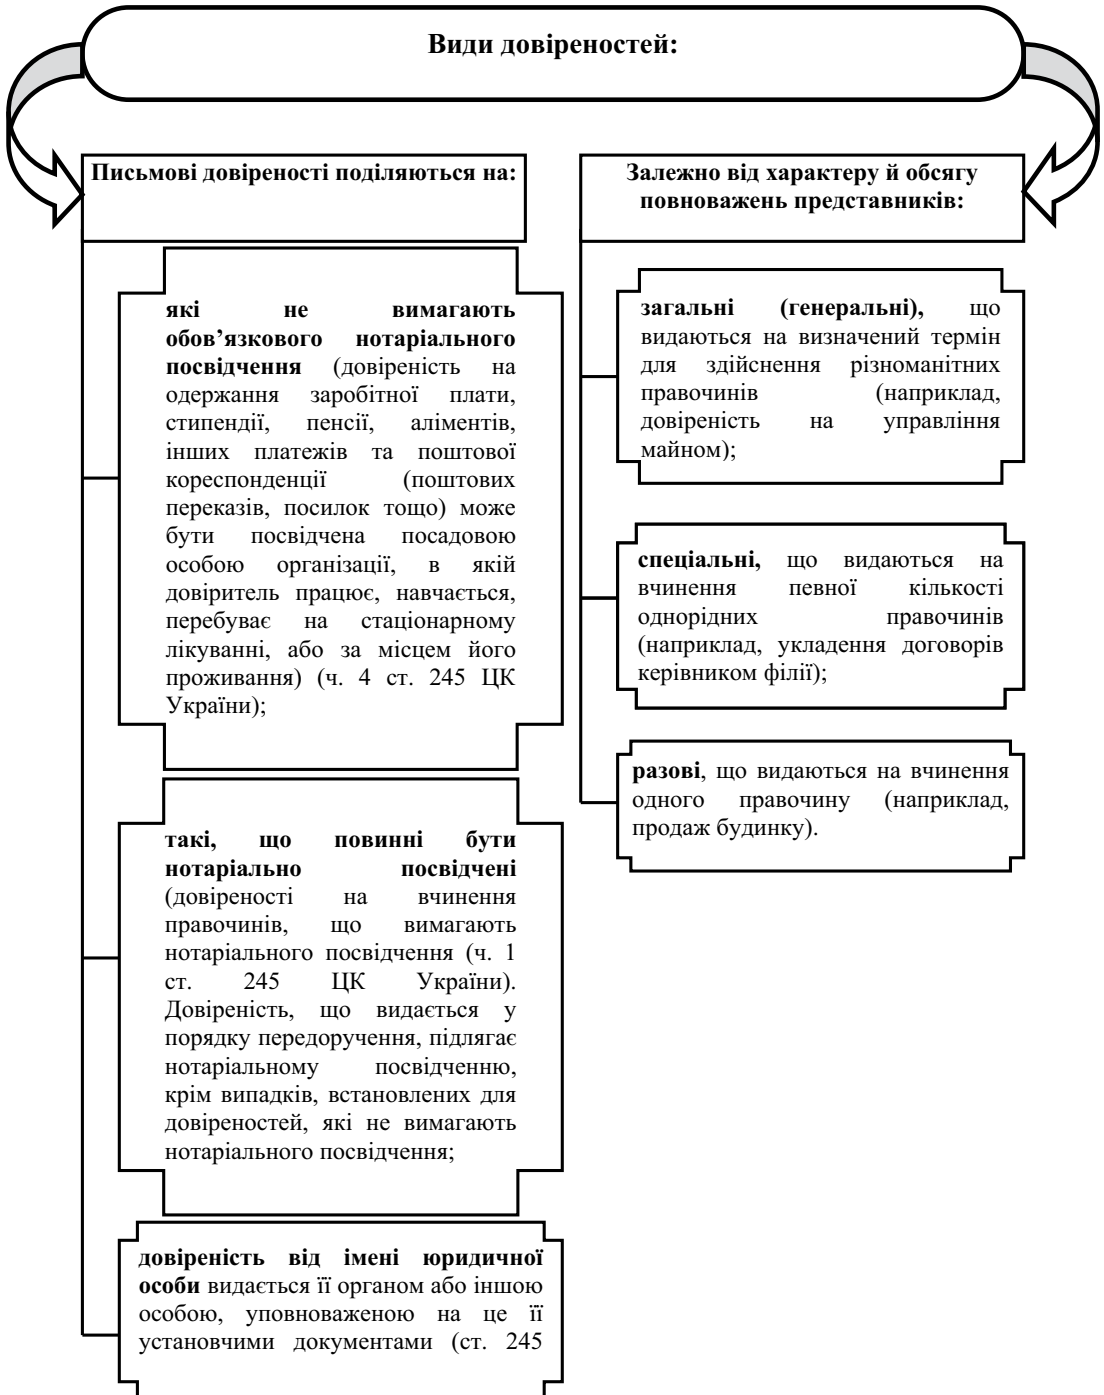 Види довіреностей:
Письмові довіреності поділяються на:
які не вимагають
обов’язкового нотаріального
посвідчення (довіреність на
одержання заробітної плати,
стипендії, пенсії, аліментів,
інших платежів та поштової
кореспонденції (поштових
переказів, посилок тощо) може
бути посвідчена посадовою
особою організації, в якій
довіритель працює, навчається,
перебуває на стаціонарному
лікуванні, або за місцем його
проживання) (ч. 4 ст. 245 ЦК
України);
такі, що повинні бути
нотаріально посвідчені
(довіреності на вчинення
правочинів, що вимагають
нотаріального посвідчення (ч. 1
ст. 245 ЦК України).
Довіреність, що видається у
порядку передоручення, підлягає
нотаріальному посвідченню,
крім випадків, встановлених для
довіреностей, які не вимагають
нотаріального посвідчення;
довіреність від імені юридичної
особи видається її органом або іншою
особою, уповноваженою на це її
установчими документами (ст. 245
Залежно від характеру й обсягу
повноважень представників:
загальні (генеральні), що
видаються на визначений термін
для здійснення різноманітних
правочинів (наприклад,
довіреність на управління
майном);
спеціальні, що видаються на
вчинення певної кількості
однорідних правочинів
(наприклад, укладення договорів
керівником філії);
разові, що видаються на вчинення
одного правочину (наприклад,
продаж будинку).